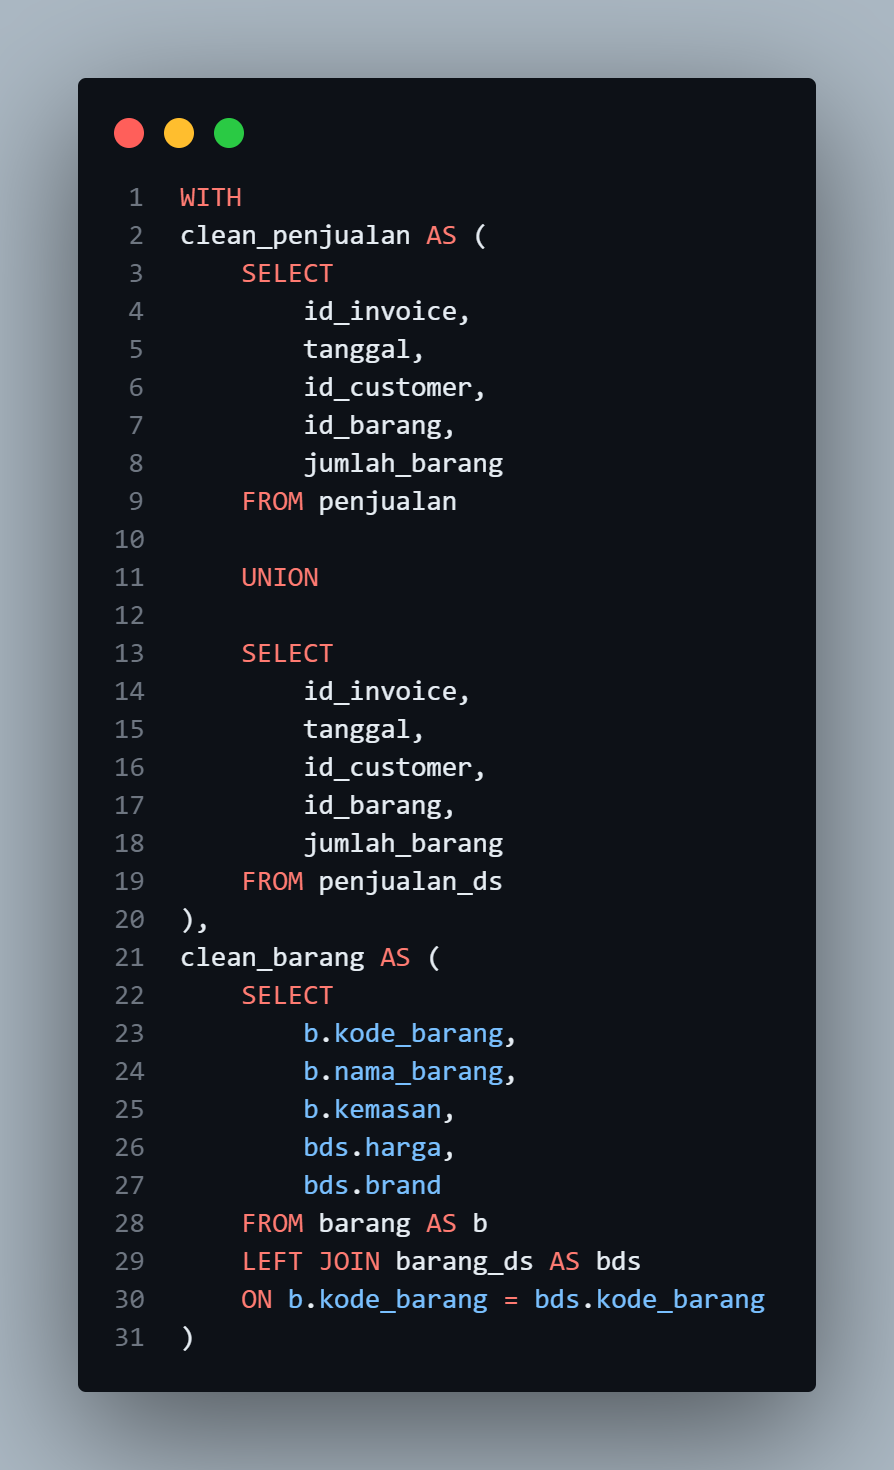 1 WITH
2 clean_penjualan AS (
3     SELECT
4         id_invoice,
5         tanggal,
6         id_customer,
7         id_barang,
8         jumlah_barang
9     FROM penjualan
10
11     UNION
12
13     SELECT
14         id_invoice,
15         tanggal,
16         id_customer,
17         id_barang,
18         jumlah_barang
19     FROM penjualan_ds
20 ),
21 clean_barang AS (
22     SELECT
23         b.kode_barang,
24         b.nama_barang,
25         b.kemasan,
26         bds.harga,
27         bds.brand
28     FROM barang AS b
29     LEFT JOIN barang_ds AS bds
30     ON b.kode_barang = bds.kode_barang
31 )